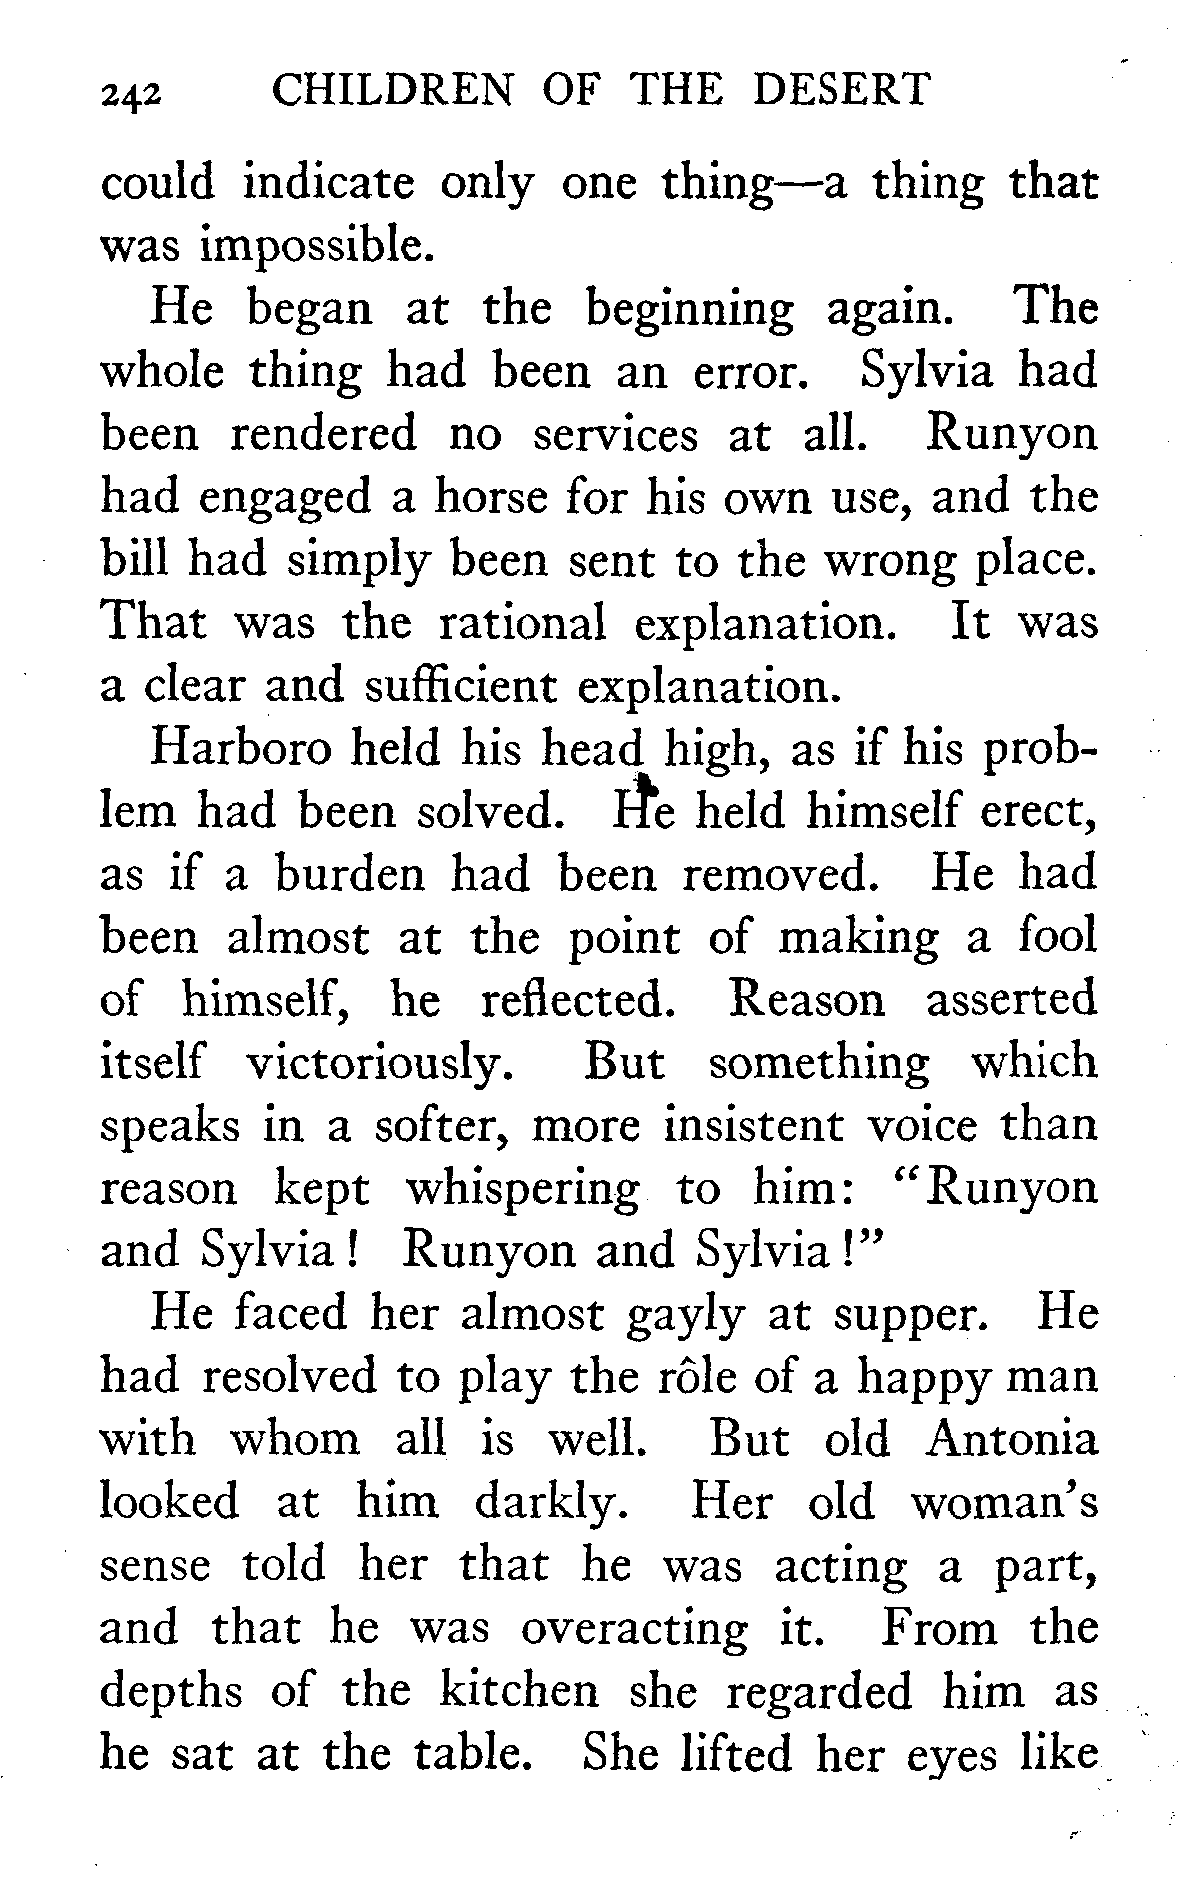 242 CHILDREN OF THE DESERT
could indicate only one thing—a thing that
was impossible.
He began at the beginning again. The
whole thing had been an error. Sylvia had
been rendered no services at all. Runyon
had engaged a horse for his own use, and the
bill had simply been sent to the wrong place.
That was the rational explanation. It was
a clear and sufficient explanation.
Harboro held his head high, as if his prob-
lem had been solved. He held himself erect,
as if a burden had been removed. He had
been almost at the point of making a fool
of himself, he reflected. Reason asserted
itself victoriously. But something which
speaks in a softer, more insistent voice than
reason kept whispering to him: “Runyon
and Sylvia! Runyon and Sylvia!”
He faced her almost gayly at supper. He
had resolved to play the rôle of a happy man
with whom all is well. But old Antonia
looked at him darkly. Her old woman’s
sense told her that he was acting a part,
and that he was overacting it. From the
depths of the kitchen she regarded him as
he sat at the table. She lifted her eyes like